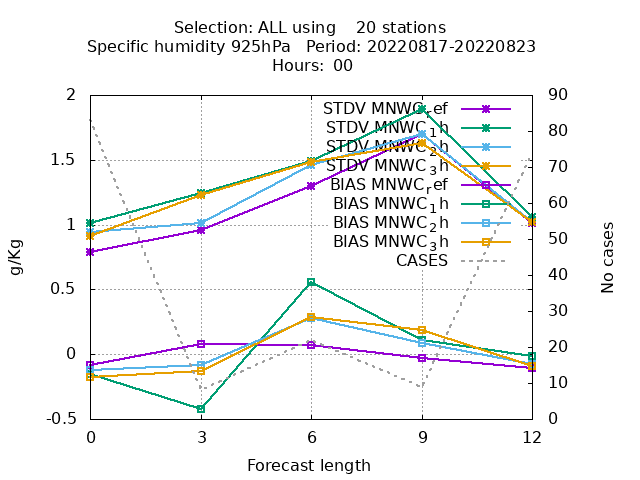 Selection: ALL using    20 stations
Specific humidity 925hPa   Period: 20220817-20220823
Hours:  00
STDV MNWC_ref
STDV MNWC_1h
STDV MNWC_2h
STDV MNWC_3h
BIAS MNWC_ref
BIAS MNWC_1h
BIAS MNWC_2h
BIAS MNWC_3h
CASES
2
1.5
1
0.5
0
-0.5
g/Kg
90
80
70
60
50
40
30
20
10
0
No cases
0 3 6 9 12
Forecast length